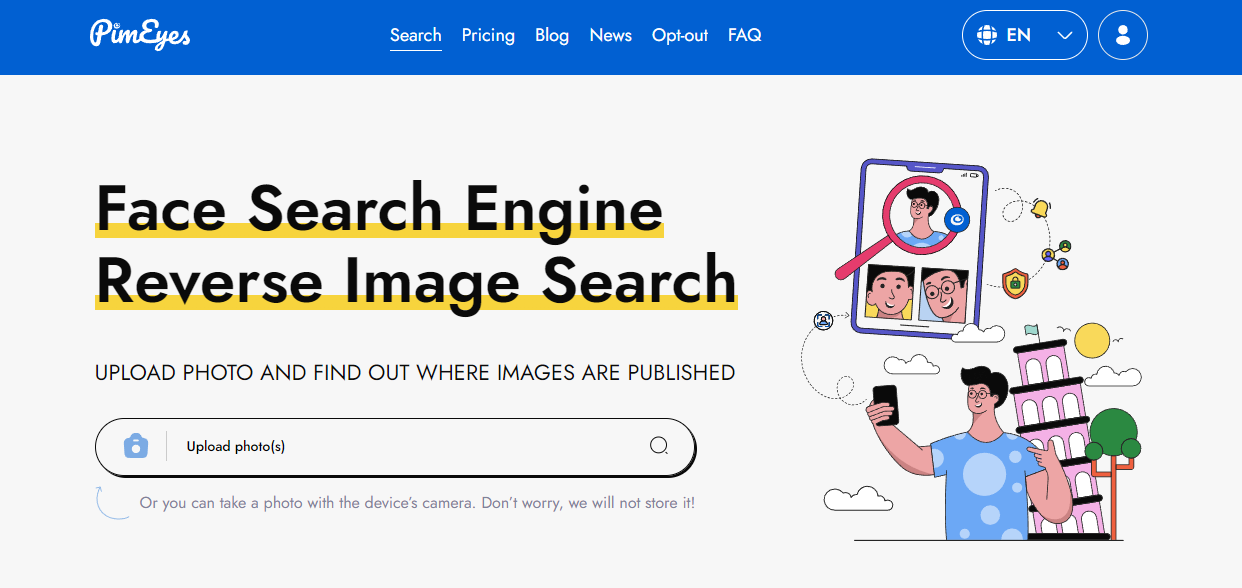 PimEyes
Search Pricing Blog News Opt-out FAQ
EN
Face Search Engine
Reverse Image Search
UPLOAD PHOTO AND FIND OUT WHERE IMAGES ARE PUBLISHED
Upload photo(s)
Or you can take a photo with the device’s camera. Don’t worry, we will not store it!